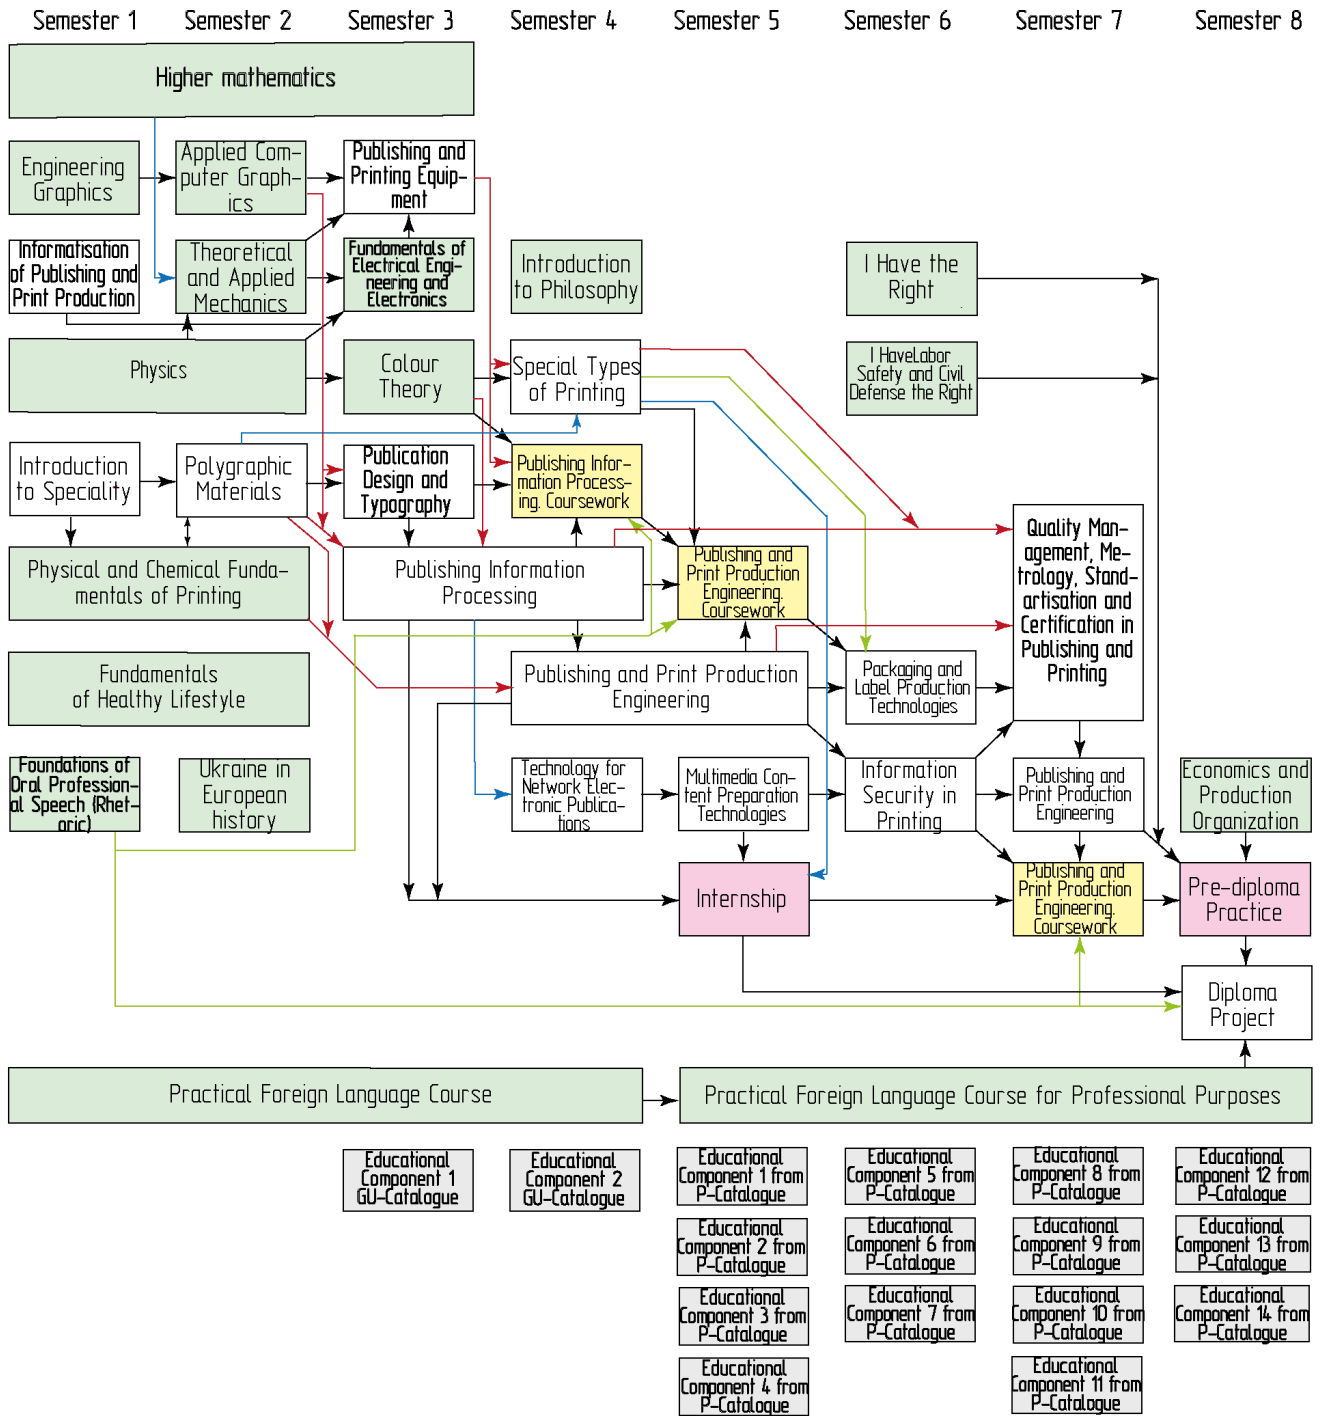 Semester 1
Semester 2
Semester 3
Semester 4
Semester 5
Semester 6
Semester 7
Semester 8
Higher mathematics
Engineering
Graphics
Applied Com-
puter Graph-
ics
Publishing and
Printing Equip-
ment
Informatisation
of Publishing and
Print Production
Theoretical
and Applied
Mechanics
Fundamentals of
Electrical Engi-
neering and
Electronics
Introduction
to Philosophy
I Have the
Right
Physics
Colour
Theory
Special Types
of Printing
I HaveLabor
Safety and Civil
Defense the Right
Introduction
to Speciality
Polygraphic
Materials
Publication
Design and
Typography
Publishing Infor-
mation Process-
ing. Coursework
Quality Man-
agement, Me-
trology, Stand-
artisation and
Certification in
Publishing and
Printing
Physical and Chemical Funda-
mentals of Printing
Publishing Information
Processing
Publishing and
Print Production
Engineering.
Coursework
Fundamentals
of Healthy Lifestyle
Publishing and Print Production
Engineering
Packaging and
Label Production
Technologies
Foundations of
Oral Profession-
al Speech (Rhet-
oric)
Ukraine in
European
history
Technology for
Network Elec-
tronic Publica-
tions
Multimedia Con-
tent Preparation
Technologies
Information
Security in
Printing
Publishing and
Print Production
Engineering
Economics and
Production
Organization
Internship
Publishing and
Print Production
Engineering.
Coursework
Pre-diploma
Practice
Diploma
Project
Practical Foreign Language Course
Practical Foreign Language Course for Professional Purposes
Educational
Component 1
GU-Catalogue
Educational
Component 2
GU-Catalogue
Educational
Component 1 from
P-Catalogue
Educational
Component 5 from
P-Catalogue
Educational
Component 8 from
P-Catalogue
Educational
Component 12 from
P-Catalogue
Educational
Component 2 from
P-Catalogue
Educational
Component 6 from
P-Catalogue
Educational
Component 9 from
P-Catalogue
Educational
Component 13 from
P-Catalogue
Educational
Component 3 from
P-Catalogue
Educational
Component 7 from
P-Catalogue
Educational
Component 10 from
P-Catalogue
Educational
Component 14 from
P-Catalogue
Educational
Component 4 from
P-Catalogue
Educational
Component 11 from
P-Catalogue